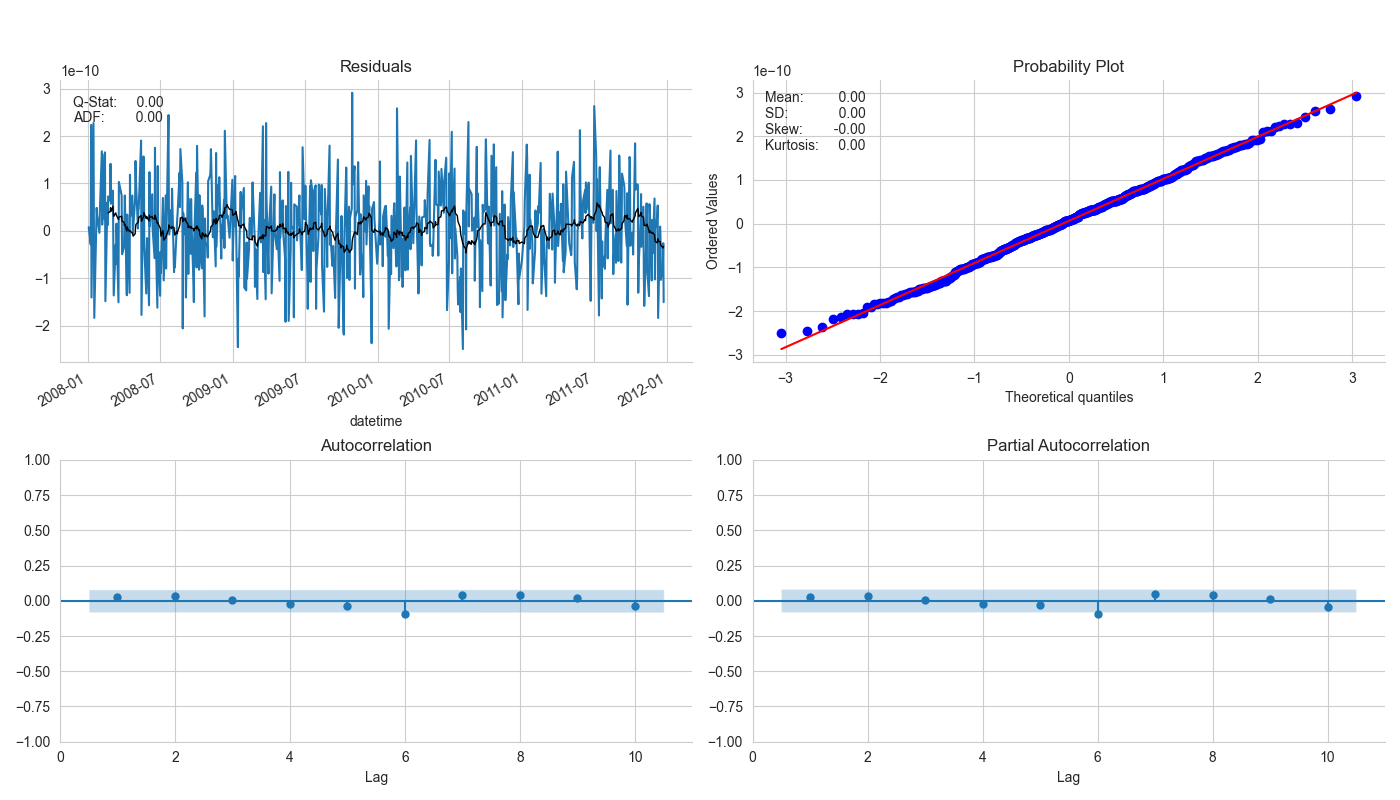 Residuals
1e−10
Q-Stat: 0.00
ADF: 0.00
3
2
1
0
−1
−2
2008-01
2008-07
2009-01
2009-07
2010-01
2010-07
2011-01
2011-07
2012-01
datetime
Probability Plot
1e−10
Mean: 0.00
SD: 0.00
Skew: -0.00
Kurtosis: 0.00
Ordered Values
3
2
1
0
−1
−2
−3
−3 −2 −1 0 1 2 3
Theoretical quantiles
Autocorrelation
1.00
0.75
0.50
0.25
0.00
−0.25
−0.50
−0.75
−1.00
0 2 4 6 8 10
Lag
Partial Autocorrelation
1.00
0.75
0.50
0.25
0.00
−0.25
−0.50
−0.75
−1.00
0 2 4 6 8 10
Lag